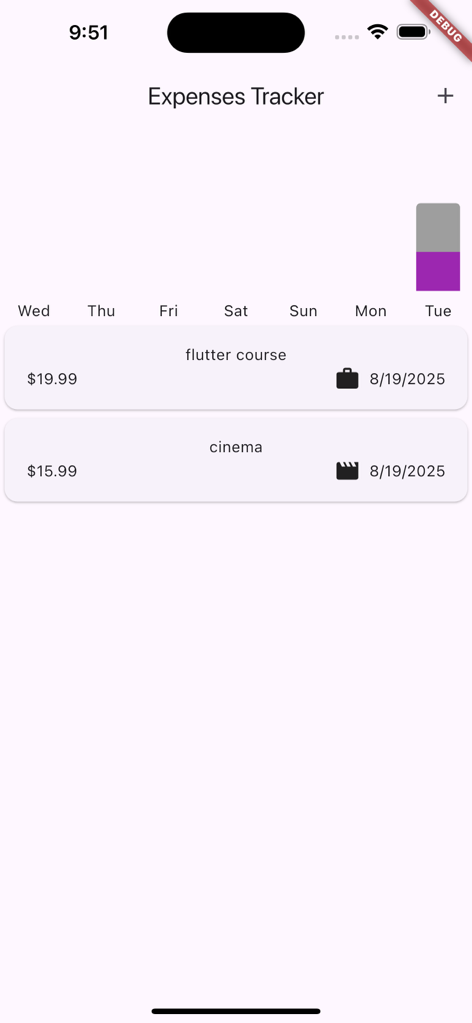 9:51
DEBUG
Expenses Tracker
Wed Thu Fri Sat Sun Mon Tue
flutter course
$19.99 8/19/2025
cinema
$15.99 8/19/2025